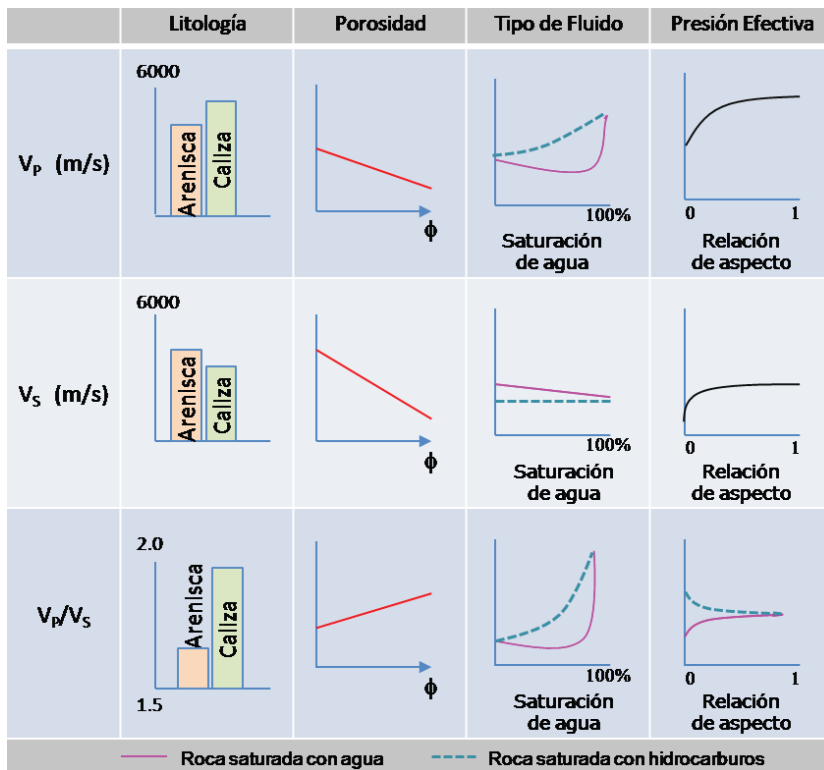 Litología Porosidad Tipo de Fluido Presión Efectiva
VP (m/s)
6000
Arenisca
Caliza
ϕ
100%
Saturación
de agua
0 1
Relación
de aspecto
VS (m/s)
6000
Arenisca
Caliza
ϕ
100%
Saturación
de agua
0 1
Relación
de aspecto
VP/VS
2.0
Arenisca
Caliza
1.5
ϕ
100%
Saturación
de agua
0 1
Relación
de aspecto
Roca saturada con agua Roca saturada con hidrocarburos